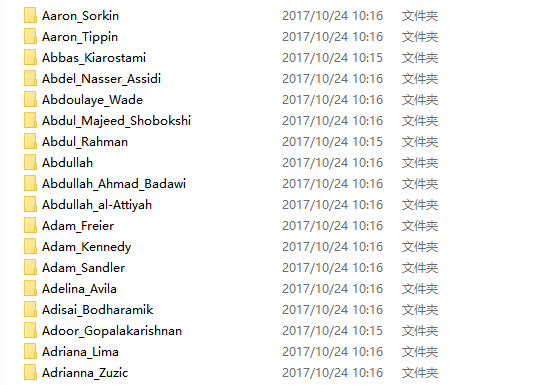 Aaron_Sorkin 2017/10/24 10:16 文件夹
Aaron_Tippin 2017/10/24 10:16 文件夹
Abbas_Kiarostami 2017/10/24 10:15 文件夹
Abdel_Nasser_Assidi 2017/10/24 10:16 文件夹
Abdoulaye_Wade 2017/10/24 10:16 文件夹
Abdul_Majeed_Shobokshi 2017/10/24 10:16 文件夹
Abdul_Rahman 2017/10/24 10:15 文件夹
Abdullah 2017/10/24 10:16 文件夹
Abdullah_Ahmad_Badawi 2017/10/24 10:16 文件夹
Abdullah_al-Attiyah 2017/10/24 10:16 文件夹
Adam_Freier 2017/10/24 10:16 文件夹
Adam_Kennedy 2017/10/24 10:16 文件夹
Adam_Sandler 2017/10/24 10:16 文件夹
Adelina_Avila 2017/10/24 10:16 文件夹
Adisai_Bodharamik 2017/10/24 10:16 文件夹
Adoor_Gopalakarishnan 2017/10/24 10:15 文件夹
Adriana_Lima 2017/10/24 10:16 文件夹
Adrianna_Zuzic 2017/10/24 10:16 文件夹